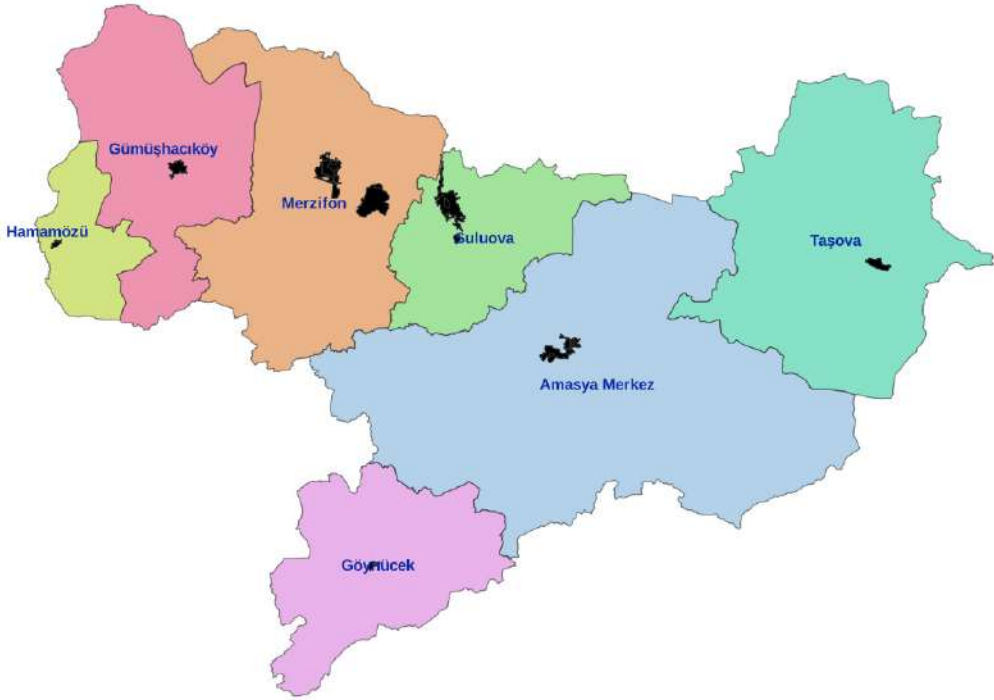 Gümüşhacıköy
Merzifon
Hamamözü
Suluova
Taşova
Amasya Merkez
Göynücek